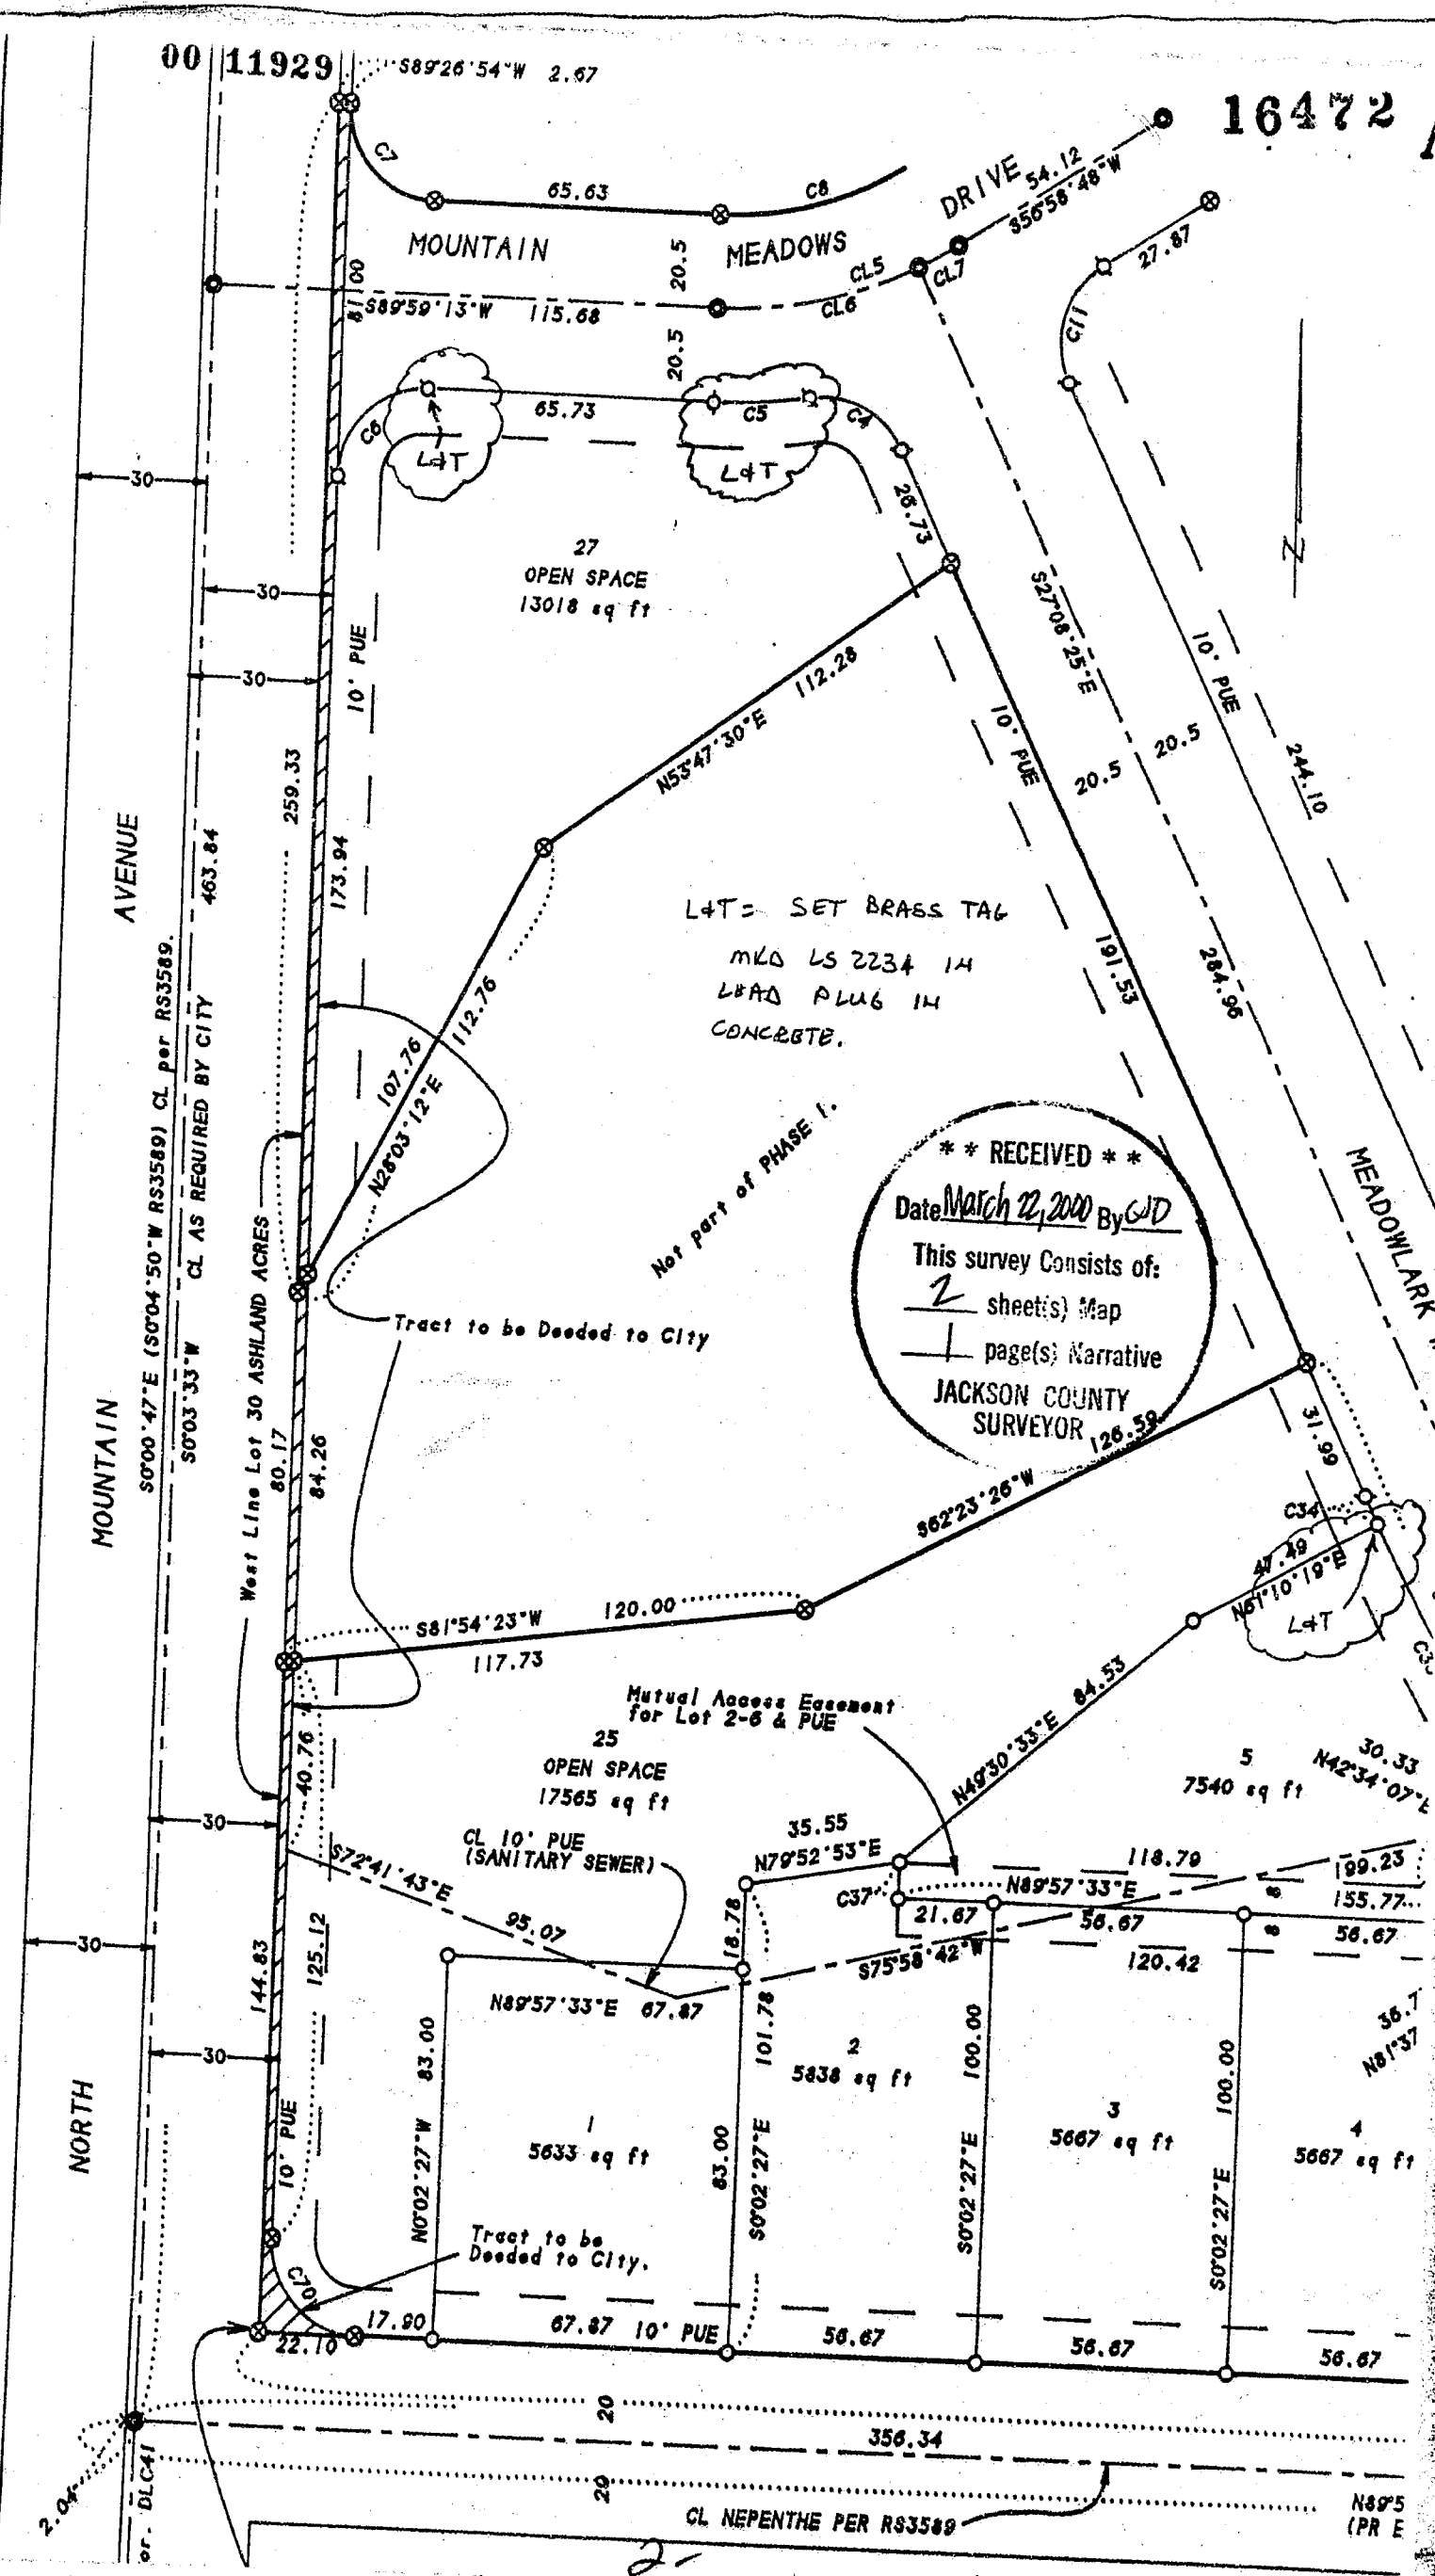 00 11929
S89°26'54"W 2.67
16472
C7
65.63
C8
DRIVE
54.12
S56°58'48"W
MOUNTAIN
MEADOWS
20.5
CL5
CL7
CL6
27.87
C11
81.00
S89°59'13"W 115.68
20.5
C6
65.73
C5
C4
L&T
L&T
26.73
30
27
OPEN SPACE
13018 sq ft
30
30
10' PUE
S27°08'25"E
10' PUE
N53°47'30"E 112.28
10' PUE
20.5
20.5
244.10
259.33
173.94
AVENUE
463.84
L&T= SET BRASS TAG
MKD LS 2234 IN
LEAD PLUG IN
CONCRETE.
191.53
284.96
107.76
112.76
N28°03'12"E
S0°00'47"E (S0°04'50"W RS3589) CL per RS3589.
S0°03'33"W CL AS REQUIRED BY CITY
Not part of PHASE 1.
* * RECEIVED * *
Date March 22, 2000 By GJD
This survey Consists of:
2 sheet(s) Map
1 page(s) Narrative
JACKSON COUNTY
SURVEYOR
MEADOWLARK
Tract to be Deeded to City
West Line Lot 30 ASHLAND ACRES
80.17
84.26
MOUNTAIN
126.59
S62°23'26"W
31.99
C34
47.49
N61°10'19"E
L&T
S81°54'23"W 120.00
117.73
84.53
N49°30'33"E
Mutual Access Easement
for Lot 2-6 & PUE
40.76
25
OPEN SPACE
17565 sq ft
5
7540 sq ft
30.33
N42°34'07"E
30
CL 10' PUE
(SANITARY SEWER)
35.55
N79°52'53"E
S72°41'43"E
95.07
118.79
199.23
C37
N89°57'33"E
8
155.77
21.67
56.67
8
56.67
18.78
S75°58'42"W
120.42
30
144.83
125.12
N89°57'33"E 67.87
101.78
2
5838 sq ft
100.00
100.00
36.7
N81°37
30
83.00
N0°02'27"W
1
5633 sq ft
83.00
S0°02'27"E
3
5667 sq ft
S0°02'27"E
S0°02'27"E
4
5667 sq ft
10' PUE
NORTH
Tract to be
Deeded to City.
C70
22.10
17.90
67.87
10' PUE
56.67
56.67
56.67
20
356.34
20
2.04
or. DLC41
CL NEPENTHE PER RS3589
N89°5
(PR E
2-